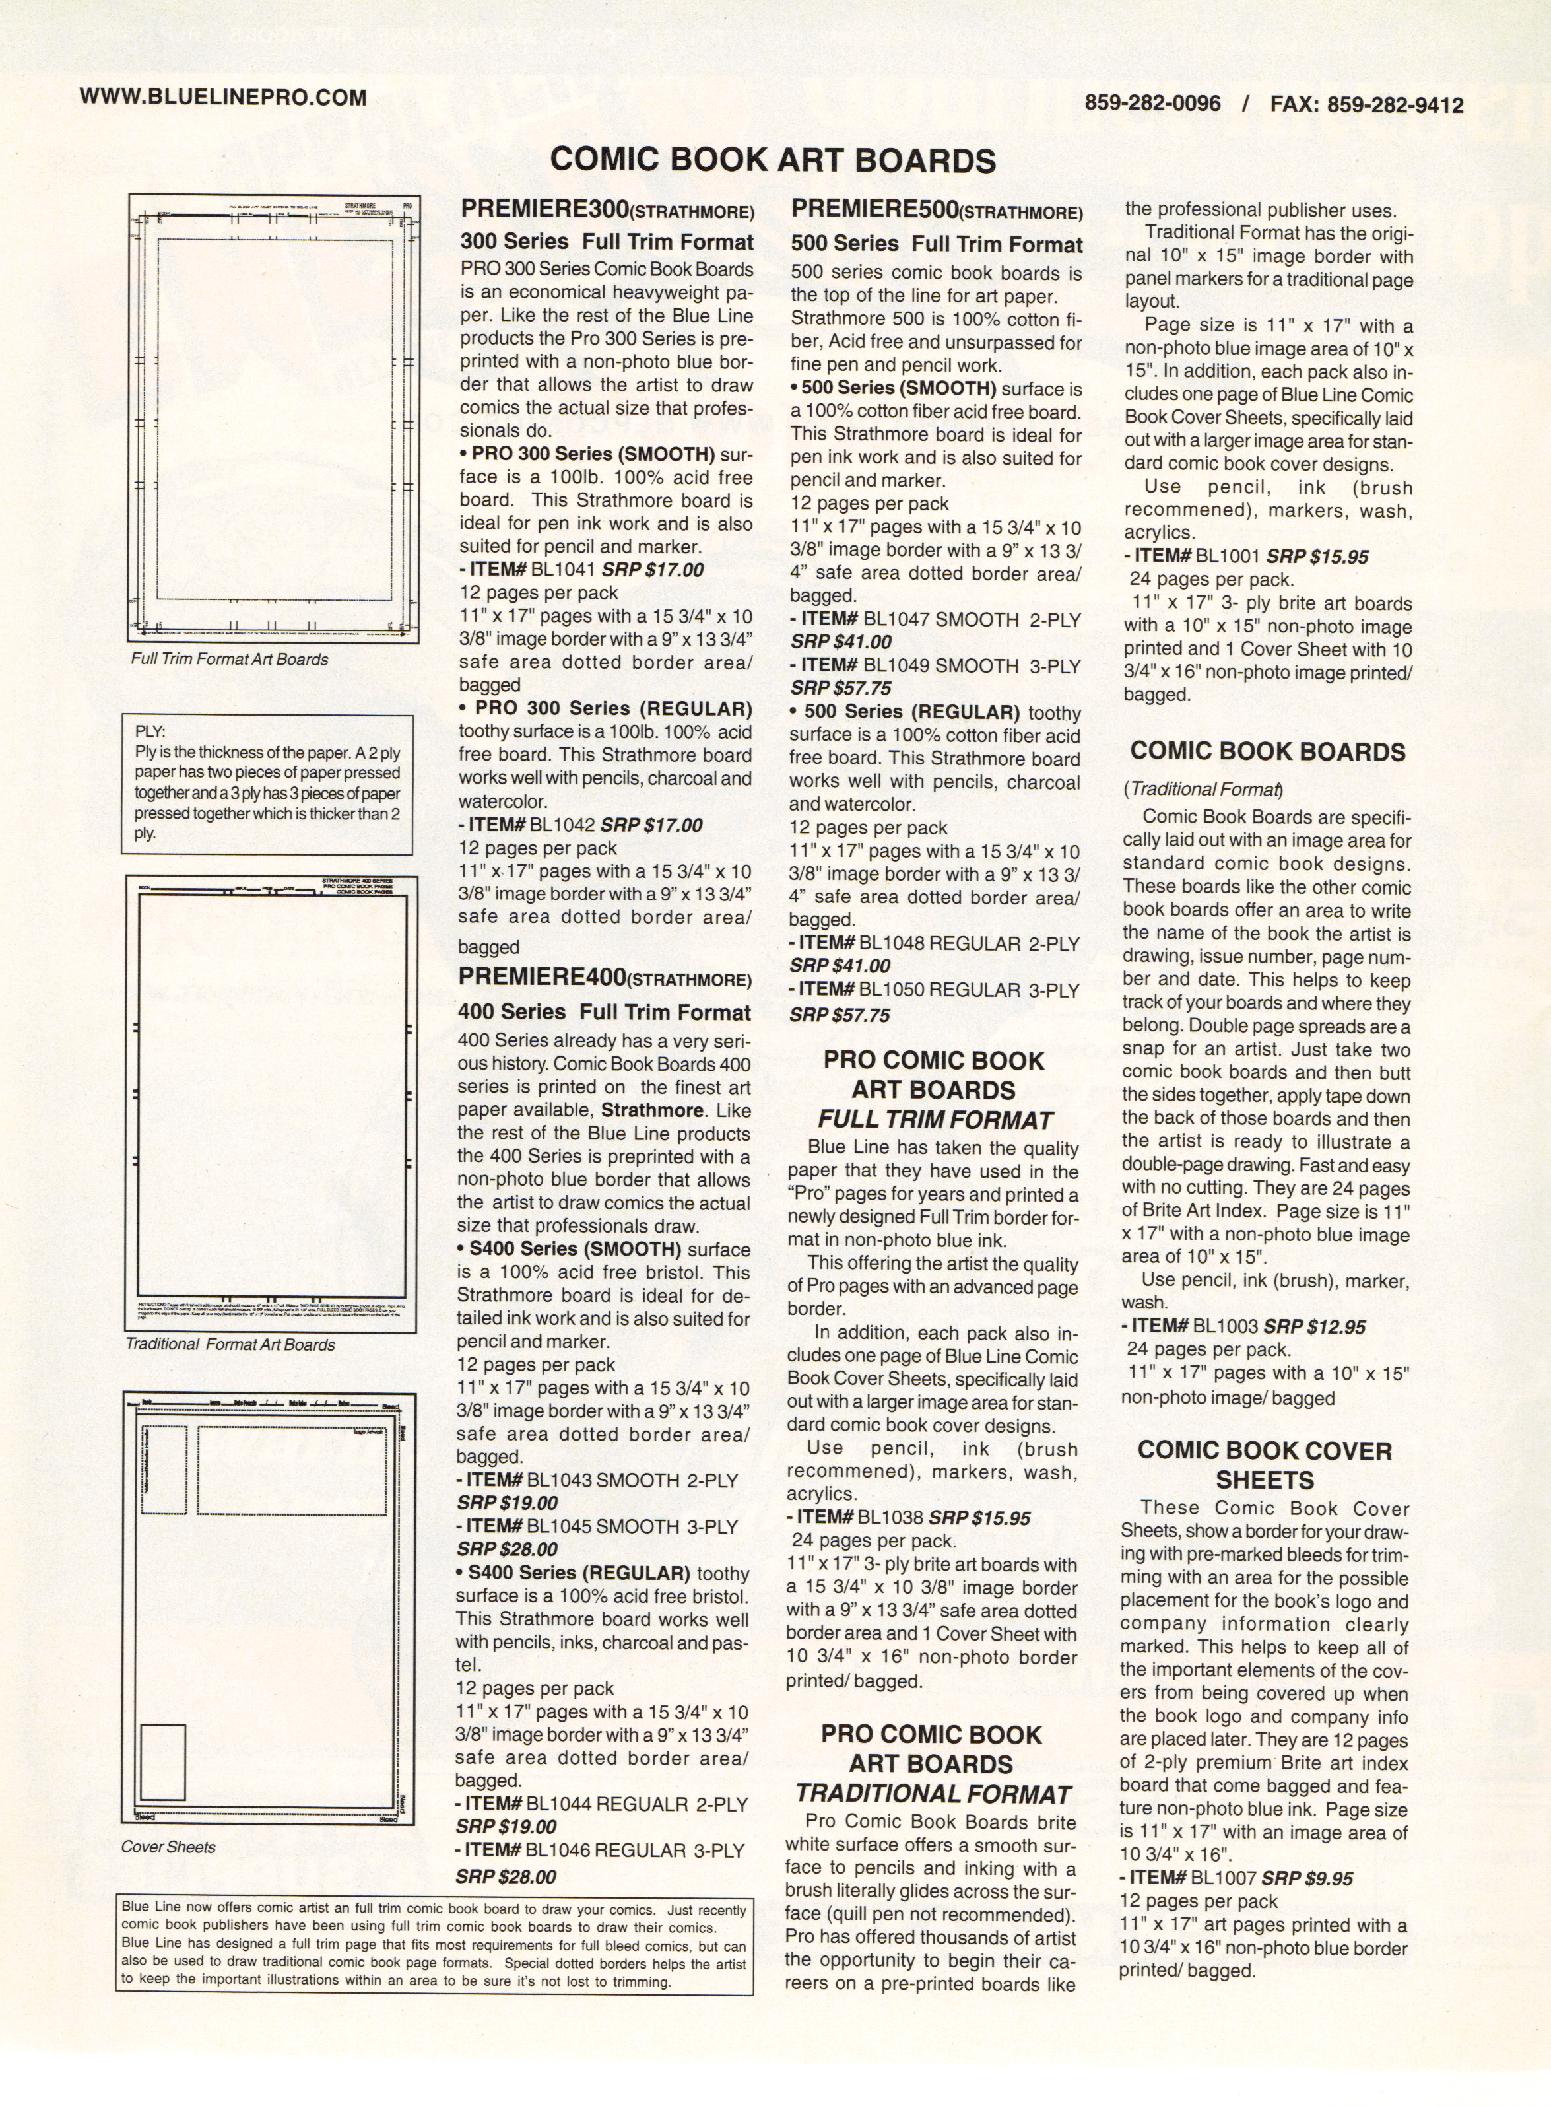 WWW.BLUELINEPRO.COM
859-282-0096 / FAX: 859-282-9412
COMIC BOOK ART BOARDS
STRATHMORE PRO
Full Trim Format Art Boards
PLY:
Ply is the thickness of the paper. A 2 ply
paper has two pieces of paper pressed
together and a 3 ply has 3 pieces of paper
pressed together which is thicker than 2
ply.
STRATHMORE 400 SERIES
PRO COMIC BOOK PAGES
COMIC BOOK PAGES
Traditional Format Art Boards
Cover Sheets
PREMIERE300(STRATHMORE)
300 Series Full Trim Format
PRO 300 Series Comic Book Boards
is an economical heavyweight pa-
per. Like the rest of the Blue Line
products the Pro 300 Series is pre-
printed with a non-photo blue bor-
der that allows the artist to draw
comics the actual size that profes-
sionals do.
• PRO 300 Series (SMOOTH) sur-
face is a 100lb. 100% acid free
board. This Strathmore board is
ideal for pen ink work and is also
suited for pencil and marker.
- ITEM# BL1041 SRP $17.00
12 pages per pack
11" x 17" pages with a 15 3/4" x 10
3/8" image border with a 9” x 13 3/4”
safe area dotted border area/
bagged
• PRO 300 Series (REGULAR)
toothy surface is a 100lb. 100% acid
free board. This Strathmore board
works well with pencils, charcoal and
watercolor.
- ITEM# BL1042 SRP $17.00
12 pages per pack
11" x 17" pages with a 15 3/4" x 10
3/8" image border with a 9” x 13 3/4”
safe area dotted border area/
bagged
PREMIERE400(STRATHMORE)
400 Series Full Trim Format
400 Series already has a very seri-
ous history. Comic Book Boards 400
series is printed on the finest art
paper available, Strathmore. Like
the rest of the Blue Line products
the 400 Series is preprinted with a
non-photo blue border that allows
the artist to draw comics the actual
size that professionals draw.
• S400 Series (SMOOTH) surface
is a 100% acid free bristol. This
Strathmore board is ideal for de-
tailed ink work and is also suited for
pencil and marker.
12 pages per pack
11" x 17" pages with a 15 3/4" x 10
3/8" image border with a 9” x 13 3/4”
safe area dotted border area/
bagged.
- ITEM# BL1043 SMOOTH 2-PLY
SRP $19.00
- ITEM# BL1045 SMOOTH 3-PLY
SRP $28.00
• S400 Series (REGULAR) toothy
surface is a 100% acid free bristol.
This Strathmore board works well
with pencils, inks, charcoal and pas-
tel.
12 pages per pack
11" x 17" pages with a 15 3/4" x 10
3/8" image border with a 9” x 13 3/4”
safe area dotted border area/
bagged.
- ITEM# BL1044 REGUALR 2-PLY
SRP $19.00
- ITEM# BL1046 REGULAR 3-PLY
SRP $28.00
Blue Line now offers comic artist an full trim comic book board to draw your comics. Just recently
comic book publishers have been using full trim comic book boards to draw their comics.
Blue Line has designed a full trim page that fits most requirements for full bleed comics, but can
also be used to draw traditional comic book page formats. Special dotted borders helps the artist
to keep the important illustrations within an area to be sure it's not lost to trimming.
PREMIERE500(STRATHMORE)
500 Series Full Trim Format
500 series comic book boards is
the top of the line for art paper.
Strathmore 500 is 100% cotton fi-
ber, Acid free and unsurpassed for
fine pen and pencil work.
• 500 Series (SMOOTH) surface is
a 100% cotton fiber acid free board.
This Strathmore board is ideal for
pen ink work and is also suited for
pencil and marker.
12 pages per pack
11" x 17" pages with a 15 3/4" x 10
3/8" image border with a 9” x 13 3/
4” safe area dotted border area/
bagged.
- ITEM# BL1047 SMOOTH 2-PLY
SRP $41.00
- ITEM# BL1049 SMOOTH 3-PLY
SRP $57.75
• 500 Series (REGULAR) toothy
surface is a 100% cotton fiber acid
free board. This Strathmore board
works well with pencils, charcoal
and watercolor.
12 pages per pack
11" x 17" pages with a 15 3/4" x 10
3/8" image border with a 9” x 13 3/
4” safe area dotted border area/
bagged.
- ITEM# BL1048 REGULAR 2-PLY
SRP $41.00
- ITEM# BL1050 REGULAR 3-PLY
SRP $57.75
PRO COMIC BOOK
ART BOARDS
FULL TRIM FORMAT
Blue Line has taken the quality
paper that they have used in the
“Pro” pages for years and printed a
newly designed Full Trim border for-
mat in non-photo blue ink.
This offering the artist the quality
of Pro pages with an advanced page
border.
In addition, each pack also in-
cludes one page of Blue Line Comic
Book Cover Sheets, specifically laid
out with a larger image area for stan-
dard comic book cover designs.
Use pencil, ink (brush
recommened), markers, wash,
acrylics.
- ITEM# BL1038 SRP $15.95
24 pages per pack.
11" x 17" 3- ply brite art boards with
a 15 3/4" x 10 3/8" image border
with a 9” x 13 3/4” safe area dotted
border area and 1 Cover Sheet with
10 3/4" x 16" non-photo border
printed/ bagged.
PRO COMIC BOOK
ART BOARDS
TRADITIONAL FORMAT
Pro Comic Book Boards brite
white surface offers a smooth sur-
face to pencils and inking with a
brush literally glides across the sur-
face (quill pen not recommended).
Pro has offered thousands of artist
the opportunity to begin their ca-
reers on a pre-printed boards like
the professional publisher uses.
Traditional Format has the origi-
nal 10" x 15" image border with
panel markers for a traditional page
layout.
Page size is 11" x 17" with a
non-photo blue image area of 10" x
15". In addition, each pack also in-
cludes one page of Blue Line Comic
Book Cover Sheets, specifically laid
out with a larger image area for stan-
dard comic book cover designs.
Use pencil, ink (brush
recommened), markers, wash,
acrylics.
- ITEM# BL1001 SRP $15.95
24 pages per pack.
11" x 17" 3- ply brite art boards
with a 10" x 15" non-photo image
printed and 1 Cover Sheet with 10
3/4" x 16" non-photo image printed/
bagged.
COMIC BOOK BOARDS
(Traditional Format)
Comic Book Boards are specifi-
cally laid out with an image area for
standard comic book designs.
These boards like the other comic
book boards offer an area to write
the name of the book the artist is
drawing, issue number, page num-
ber and date. This helps to keep
track of your boards and where they
belong. Double page spreads are a
snap for an artist. Just take two
comic book boards and then butt
the sides together, apply tape down
the back of those boards and then
the artist is ready to illustrate a
double-page drawing. Fast and easy
with no cutting. They are 24 pages
of Brite Art Index. Page size is 11"
x 17" with a non-photo blue image
area of 10" x 15".
Use pencil, ink (brush), marker,
wash.
- ITEM# BL1003 SRP $12.95
24 pages per pack.
11" x 17" pages with a 10" x 15"
non-photo image/ bagged
COMIC BOOK COVER
SHEETS
These Comic Book Cover
Sheets, show a border for your draw-
ing with pre-marked bleeds for trim-
ming with an area for the possible
placement for the book's logo and
company information clearly
marked. This helps to keep all of
the important elements of the cov-
ers from being covered up when
the book logo and company info
are placed later. They are 12 pages
of 2-ply premium Brite art index
board that come bagged and fea-
ture non-photo blue ink. Page size
is 11" x 17" with an image area of
10 3/4" x 16".
- ITEM# BL1007 SRP $9.95
12 pages per pack
11" x 17" art pages printed with a
10 3/4" x 16" non-photo blue border
printed/ bagged.